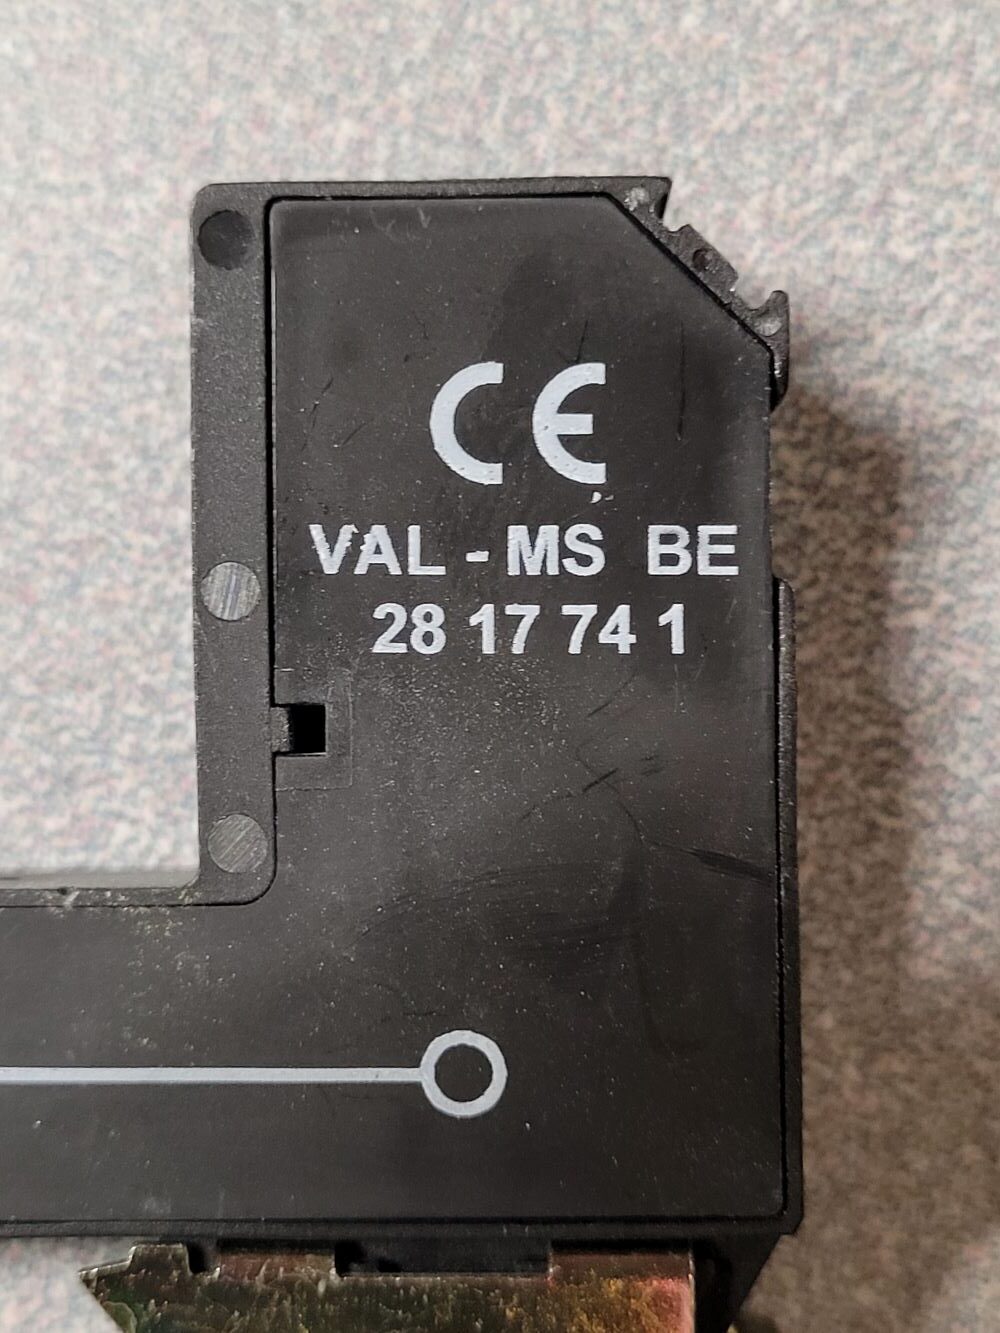 CE
VAL - MS BE
28 17 74 1